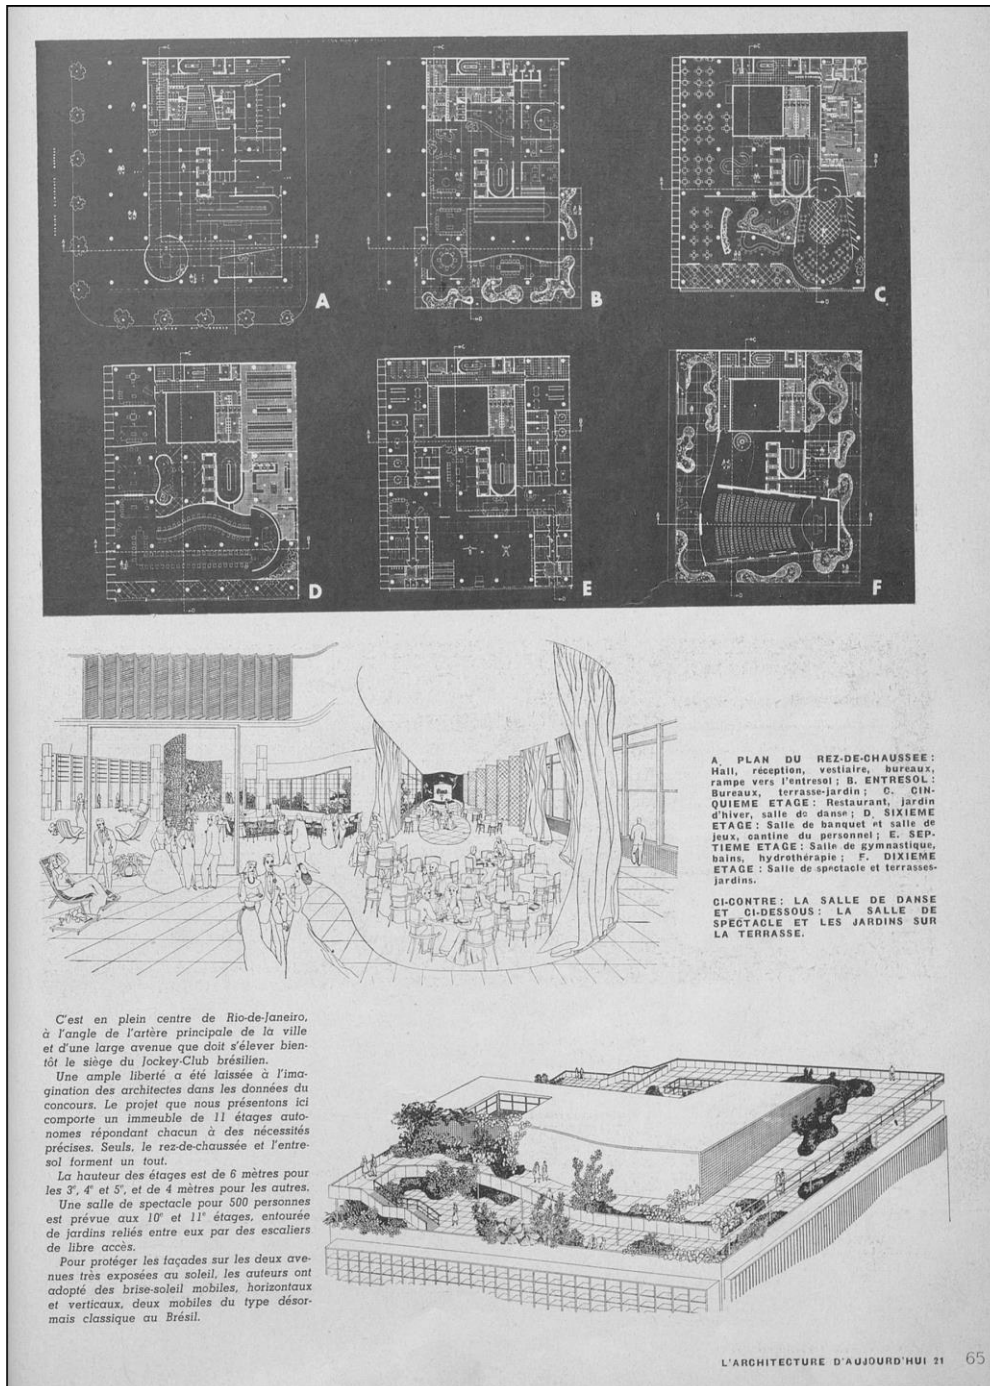 A
B
C
D
E
F
A. PLAN DU REZ-DE-CHAUSSEE :
Hall, réception, vestiaire, bureaux,
rampe vers l'entresol ; B. ENTRESOL :
Bureaux, terrasse-jardin ; C. CIN-
QUIEME ETAGE : Restaurant, jardin
d'hiver, salle de danse ; D. SIXIEME
ETAGE : Salle de banquet et salle de
jeux, cantine du personnel ; E. SEP-
TIEME ETAGE : Salle de gymnastique,
bains, hydrothérapie ; F. DIXIEME
ETAGE : Salle de spectacle et terrasses-
jardins.
CI-CONTRE : LA SALLE DE DANSE
ET CI-DESSOUS : LA SALLE DE
SPECTACLE ET LES JARDINS SUR
LA TERRASSE.
C'est en plein centre de Rio-de-Janeiro,
à l'angle de l'artère principale de la ville
et d'une large avenue que doit s'élever bien-
tôt le siège du Jockey-Club brésilien.
Une ample liberté a été laissée à l'ima-
gination des architectes dans les données du
concours. Le projet que nous présentons ici
comporte un immeuble de 11 étages auto-
nomes répondant chacun à des nécessités
précises. Seuls, le rez-de-chaussée et l'entre-
sol forment un tout.
La hauteur des étages est de 6 mètres pour
les 3°, 4° et 5°, et de 4 mètres pour les autres.
Une salle de spectacle pour 500 personnes
est prévue aux 10° et 11° étages, entourée
de jardins reliés entre eux par des escaliers
de libre accès.
Pour protéger les façades sur les deux ave-
nues très exposées au soleil, les auteurs ont
adopté des brise-soleil mobiles, horizontaux
et verticaux, deux mobiles du type désor-
mais classique au Brésil.
L'ARCHITECTURE D'AUJOURD'HUI 21 65